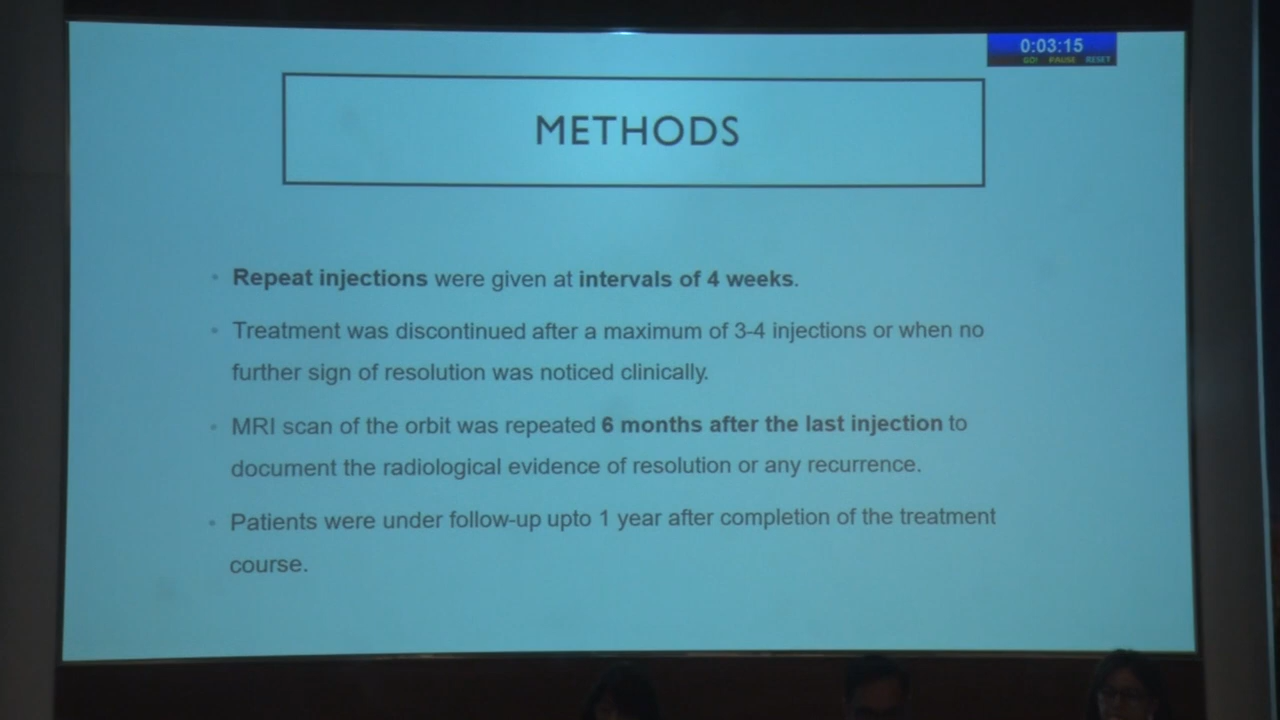 0:03:15
GO! PAUSE RESET
METHODS
• Repeat injections were given at intervals of 4 weeks.
• Treatment was discontinued after a maximum of 3-4 injections or when no
further sign of resolution was noticed clinically.
• MRI scan of the orbit was repeated 6 months after the last injection to
document the radiological evidence of resolution or any recurrence.
• Patients were under follow-up upto 1 year after completion of the treatment
course.